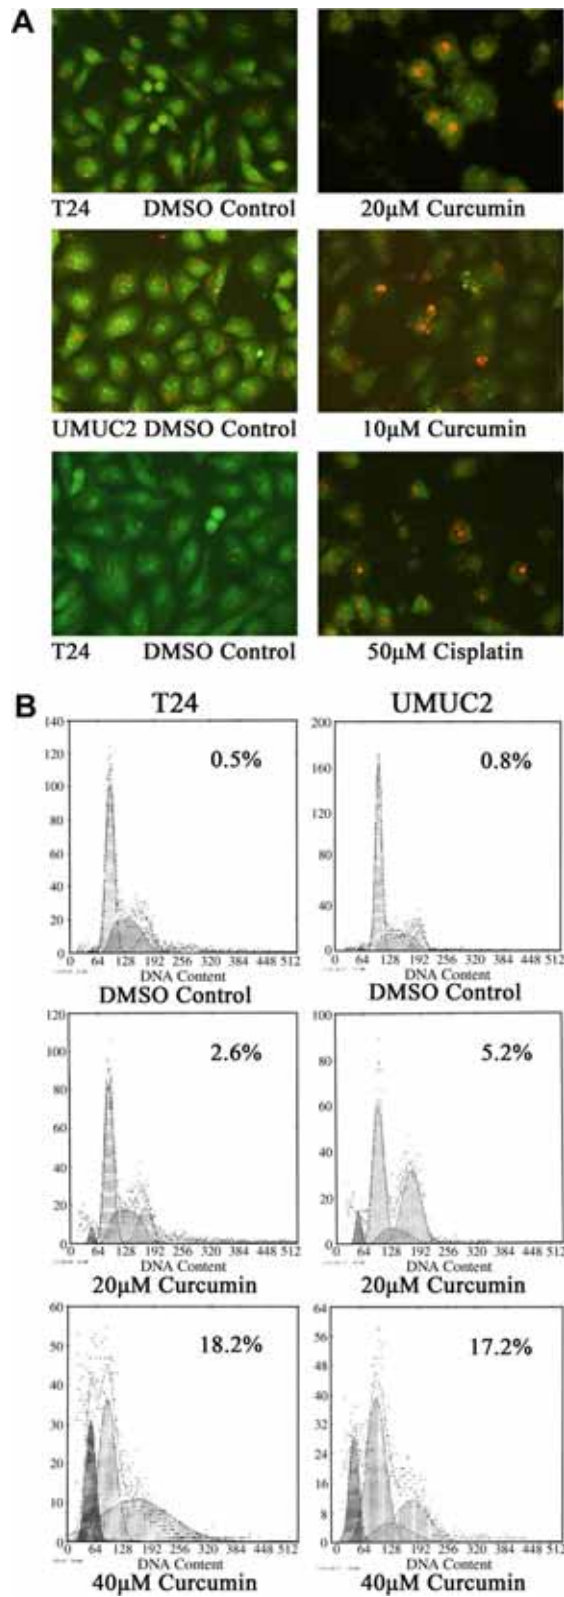 A
T24 DMSO Control 20μM Curcumin
UMUC2 DMSO Control 10μM Curcumin
T24 DMSO Control 50μM Cisplatin
B
T24 UMUC2
140
120
100
80
60
40
20
0
0.5%
0 64 128 192 256 320 384 448 512
DNA Content
DMSO Control
200
160
120
80
40
0
0.8%
0 64 128 192 256 320 384 448 512
DNA Content
DMSO Control
120
100
80
60
40
20
0
2.6%
0 64 128 192 256 320 384 448 512
DNA Content
20μM Curcumin
100
80
60
40
20
0
5.2%
0 64 128 192 256 320 384 448 512
DNA Content
20μM Curcumin
60
50
40
30
20
10
0
18.2%
0 64 128 192 256 320 384 448 512
DNA Content
40μM Curcumin
64
56
48
40
32
24
16
8
0
17.2%
0 64 128 192 256 320 384 448 512
DNA Content
40μM Curcumin